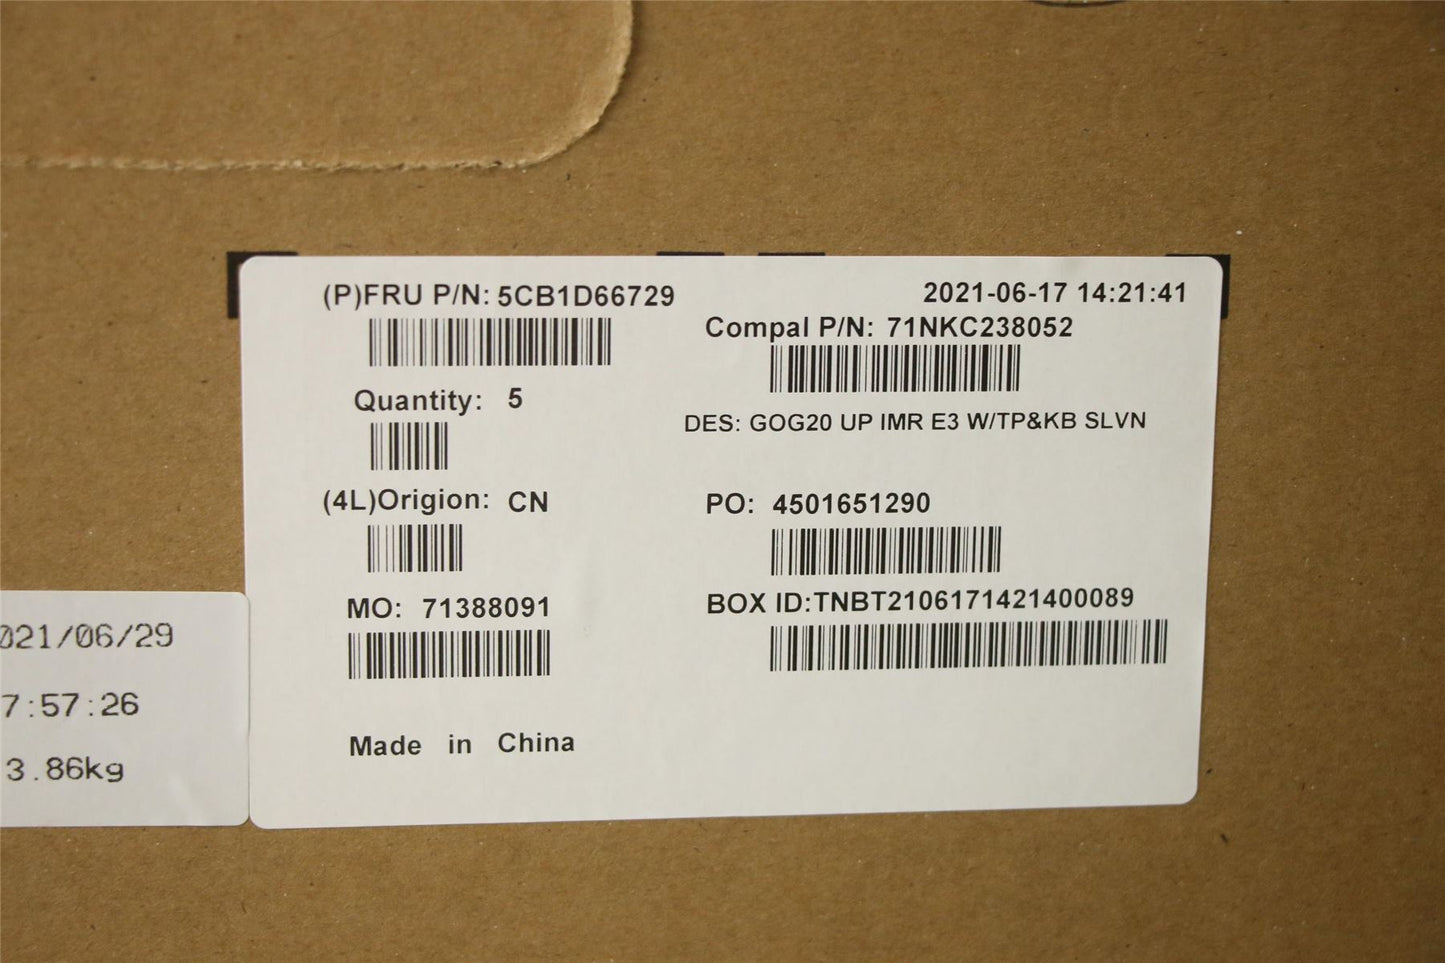 (P)FRU P/N: 5CB1D66729
2021-06-17 14:21:41
Compal P/N: 71NKC238052
Quantity: 5
DES: GOG20 UP IMR E3 W/TP&KB SLVN
(4L)Origion: CN
PO: 4501651290
MO: 71388091
BOX ID:TNBT2106171421400089
Made in China
021/06/29
7:57:26
3.86kg